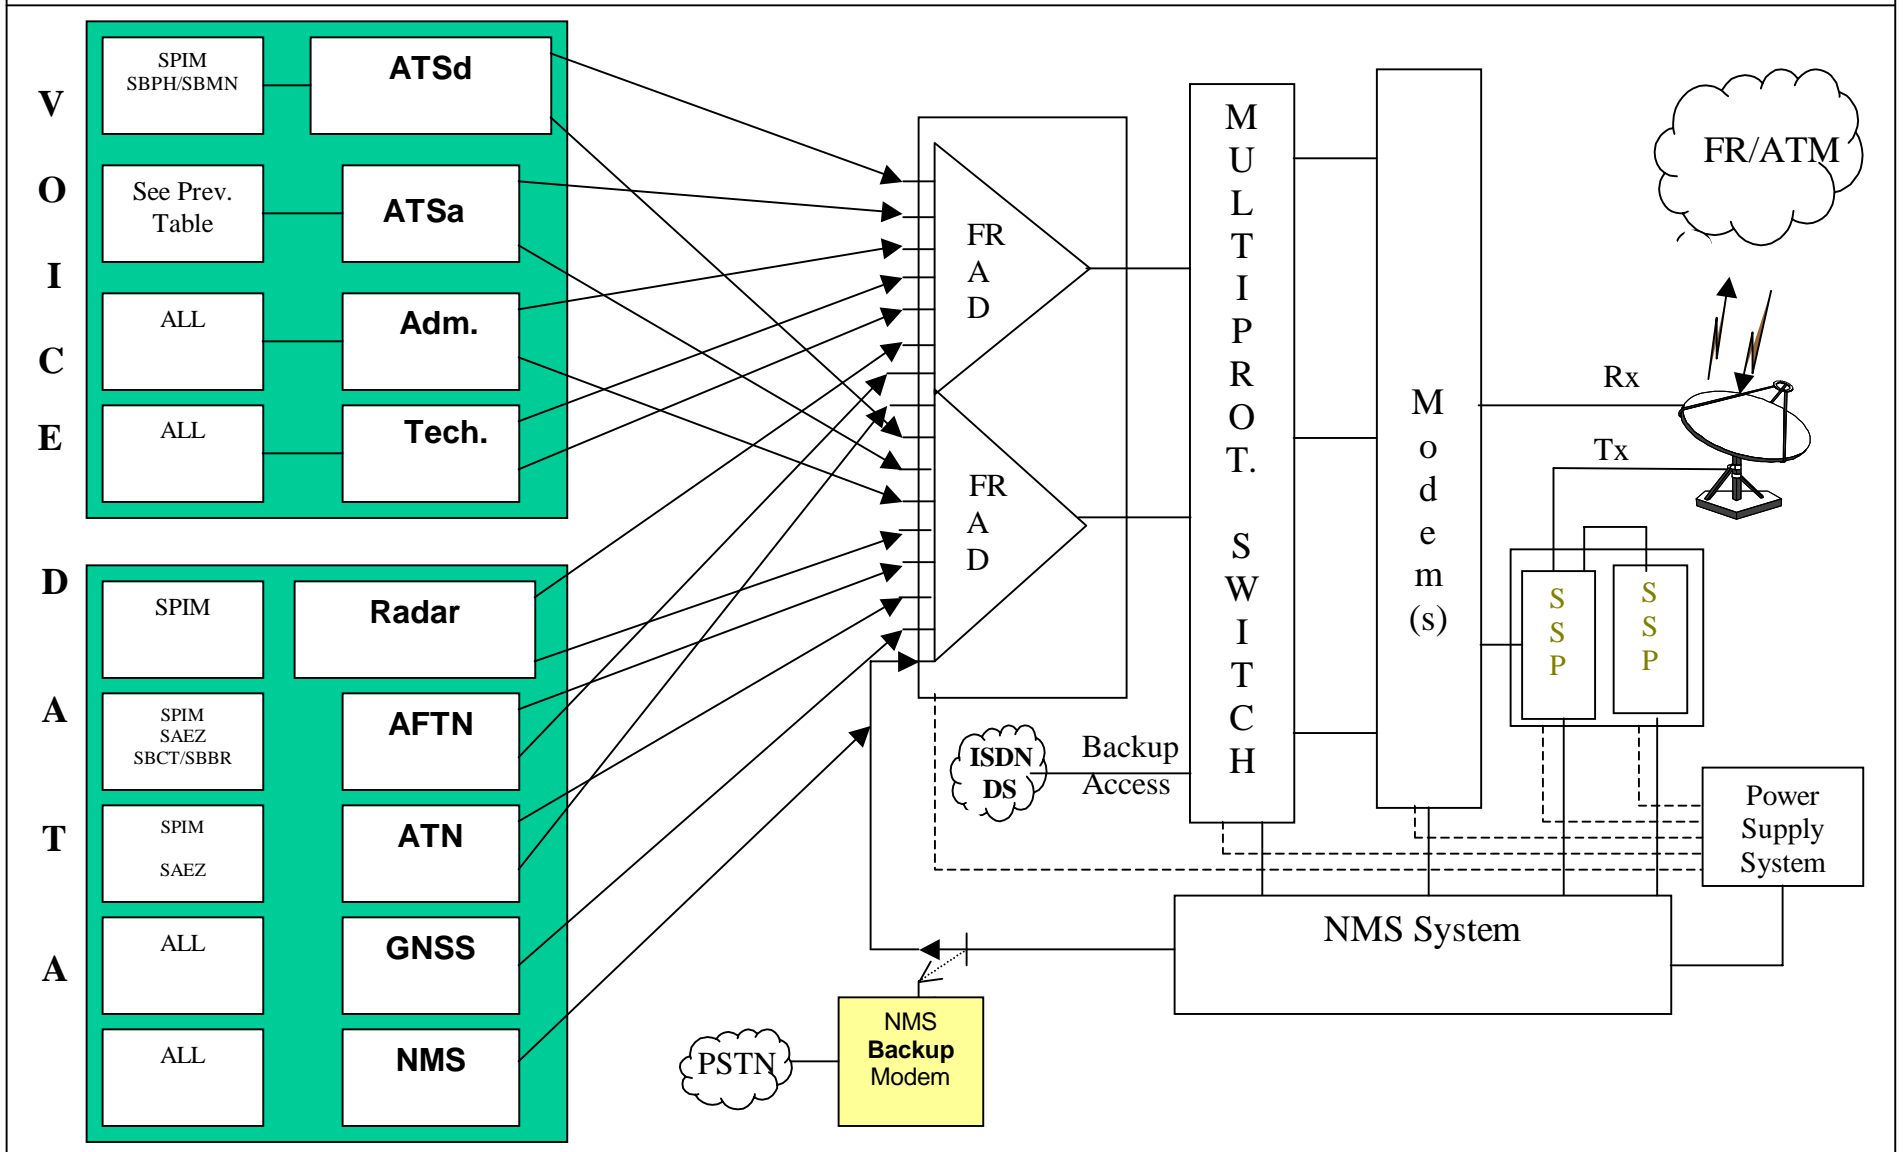 V
O
I
C
E
SPIM
SBPH/SBMN
ATSd
See Prev.
Table
ATSa
ALL
Adm.
ALL
Tech.
D
A
T
A
SPIM
Radar
SPIM
SAEZ
SBCT/SBBR
AFTN
SPIM
SAEZ
ATN
ALL
GNSS
ALL
NMS
FR
A
D
FR
A
D
ISDN
DS
Backup
Access
M
U
L
T
I
P
R
O
T.
S
W
I
T
C
H
M
o
d
e
m
(s)
FR/ATM
Rx
Tx
S
S
P
S
S
P
Power
Supply
System
NMS System
NMS
Backup
Modem
PSTN